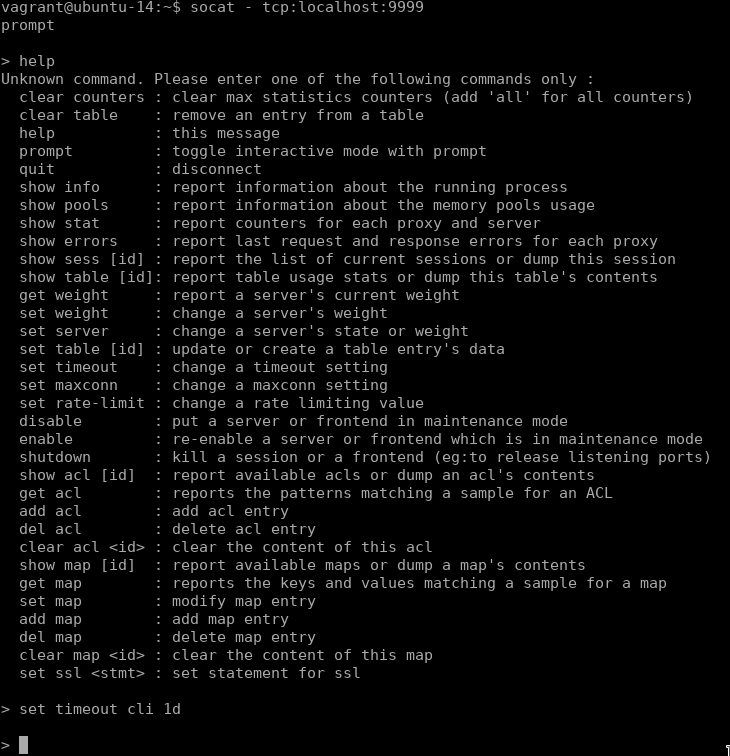 vagrant@ubuntu-14:~$ socat - tcp:localhost:9999
prompt
> help
Unknown command. Please enter one of the following commands only :
  clear counters : clear max statistics counters (add 'all' for all counters)
  clear table    : remove an entry from a table
  help           : this message
  prompt         : toggle interactive mode with prompt
  quit           : disconnect
  show info      : report information about the running process
  show pools     : report information about the memory pools usage
  show stat      : report counters for each proxy and server
  show errors    : report last request and response errors for each proxy
  show sess [id] : report the list of current sessions or dump this session
  show table [id]: report table usage stats or dump this table's contents
  get weight     : report a server's current weight
  set weight     : change a server's weight
  set server     : change a server's state or weight
  set table [id] : update or create a table entry's data
  set timeout    : change a timeout setting
  set maxconn    : change a maxconn setting
  set rate-limit : change a rate limiting value
  disable        : put a server or frontend in maintenance mode
  enable         : re-enable a server or frontend which is in maintenance mode
  shutdown       : kill a session or a frontend (eg:to release listening ports)
  show acl [id]  : report available acls or dump an acl's contents
  get acl        : reports the patterns matching a sample for an ACL
  add acl        : add acl entry
  del acl        : delete acl entry
  clear acl <id> : clear the content of this acl
  show map [id]  : report available maps or dump a map's contents
  get map        : reports the keys and values matching a sample for a map
  set map        : modify map entry
  add map        : add map entry
  del map        : delete map entry
  clear map <id> : clear the content of this map
  set ssl <stmt> : set statement for ssl
> set timeout cli 1d
>